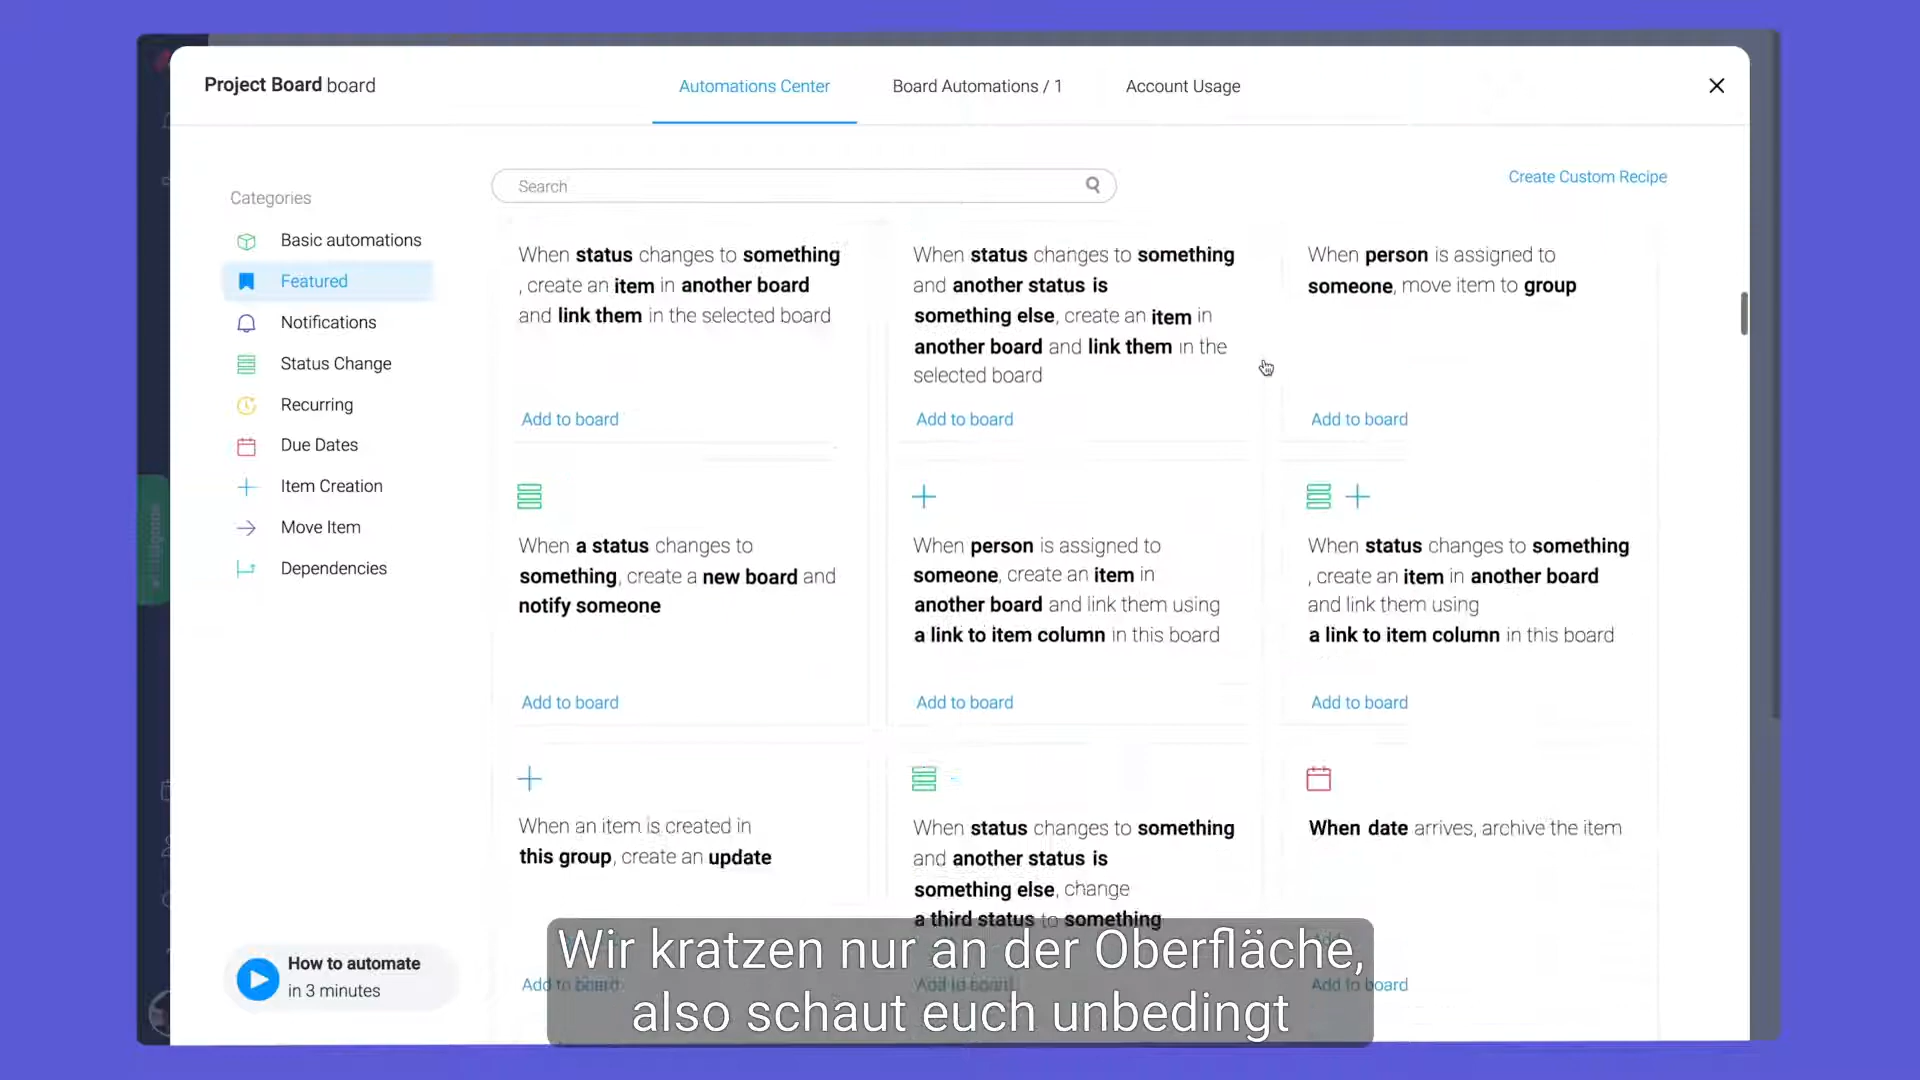 Project Board board
Automations Center
Board Automations / 1
Account Usage
Search
Create Custom Recipe
Categories
Basic automations
Featured
Notifications
Status Change
Recurring
Due Dates
Item Creation
Move Item
Dependencies
When status changes to something
, create an item in another board
and link them in the selected board
Add to board
When status changes to something
and another status is
something else, create an item in
another board and link them in the
selected board
Add to board
When person is assigned to
someone, move item to group
Add to board
When a status changes to
something, create a new board and
notify someone
Add to board
When person is assigned to
someone, create an item in
another board and link them using
a link to item column in this board
Add to board
When status changes to something
, create an item in another board
and link them using
a link to item column in this board
Add to board
When an item is created in
this group, create an update
Add to board
When status changes to something
and another status is
something else, change
a third status to something
Add to board
When date arrives, archive the item
Add to board
How to automate
in 3 minutes
Wir kratzen nur an der Oberfläche,
also schaut euch unbedingt